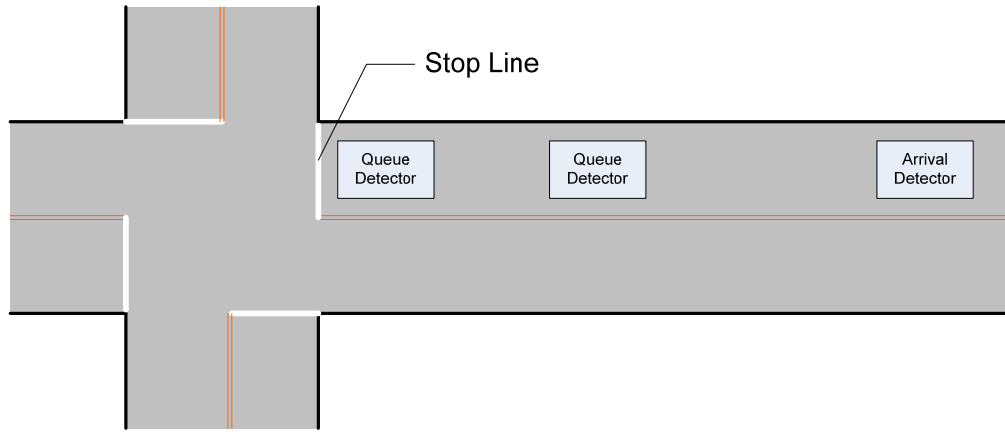 Stop Line
Queue
Detector
Queue
Detector
Arrival
Detector